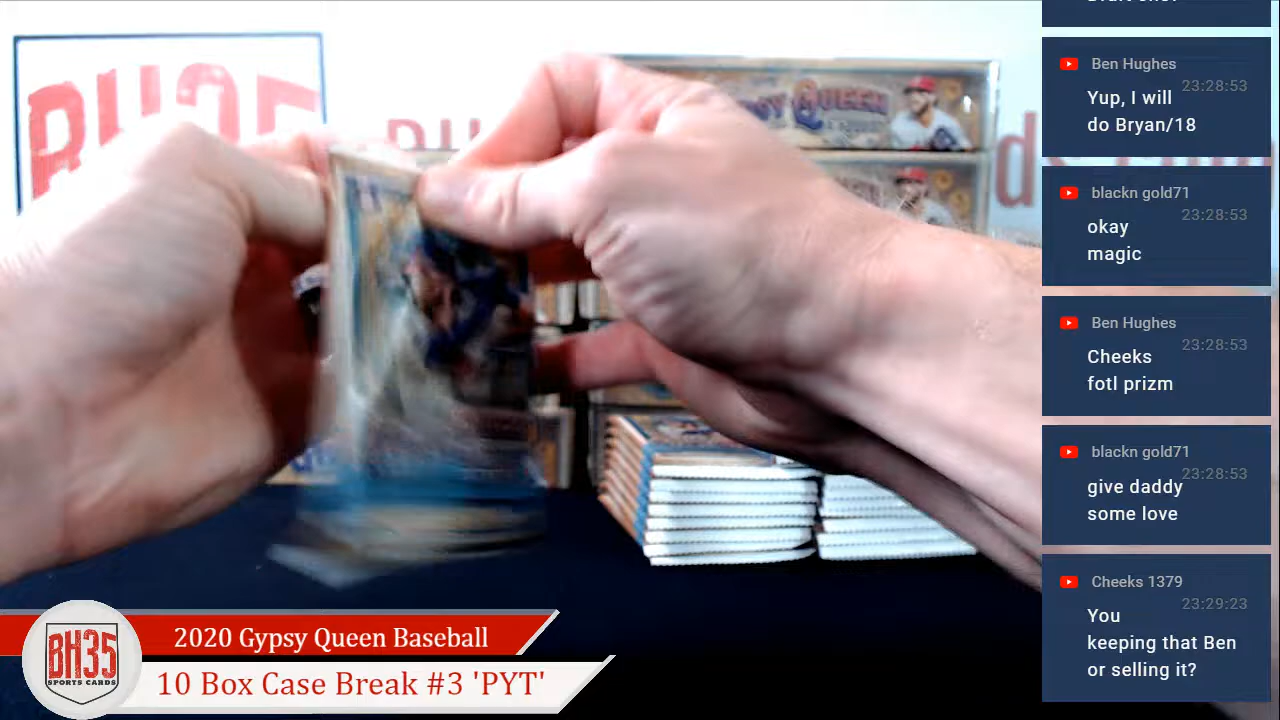 BH35
QUEEN
Ben Hughes
23:28:53
Yup, I will
do Bryan/18
blackn gold71
23:28:53
okay
magic
Ben Hughes
23:28:53
Cheeks
fotl prizm
blackn gold71
23:28:53
give daddy
some love
Cheeks 1379
23:29:23
You
keeping that Ben
or selling it?
BH35
SPORTS CARDS
2020 Gypsy Queen Baseball
10 Box Case Break #3 'PYT'